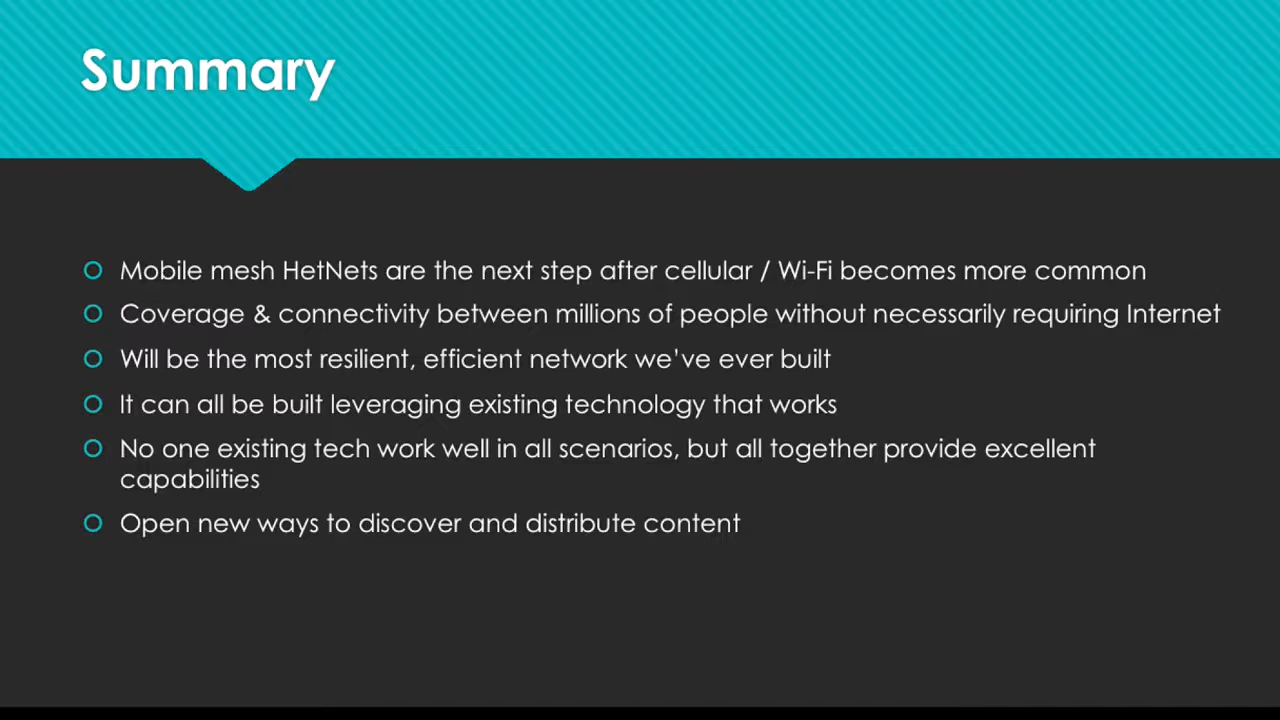 Summary
Mobile mesh HetNets are the next step after cellular / Wi-Fi becomes more common
Coverage & connectivity between millions of people without necessarily requiring Internet
Will be the most resilient, efficient network we've ever built
It can all be built leveraging existing technology that works
No one existing tech work well in all scenarios, but all together provide excellent
capabilities
Open new ways to discover and distribute content